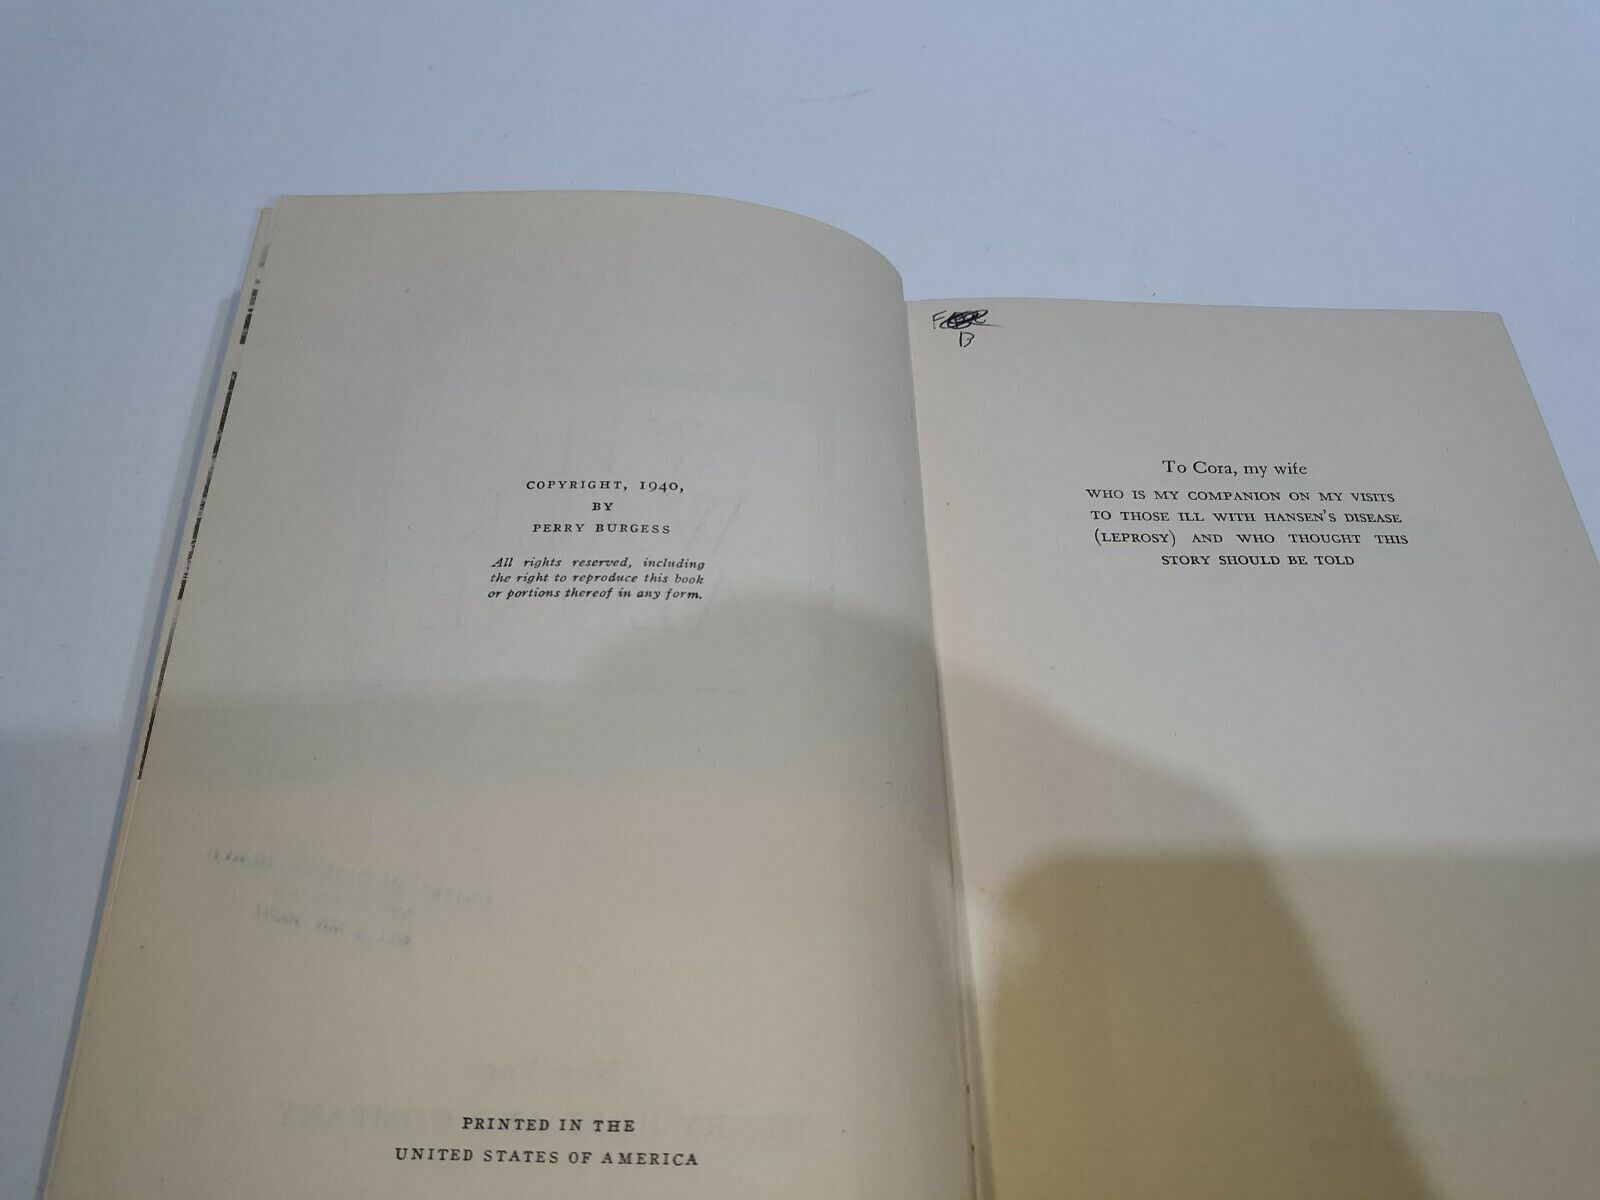 COPYRIGHT, 1940,
BY
PERRY BURGESS
All rights reserved, including
the right to reproduce this book
or portions thereof in any form.
PRINTED IN THE
UNITED STATES OF AMERICA
B
To Cora, my wife
WHO IS MY COMPANION ON MY VISITS
TO THOSE ILL WITH HANSEN'S DISEASE
(LEPROSY) AND WHO THOUGHT THIS
STORY SHOULD BE TOLD